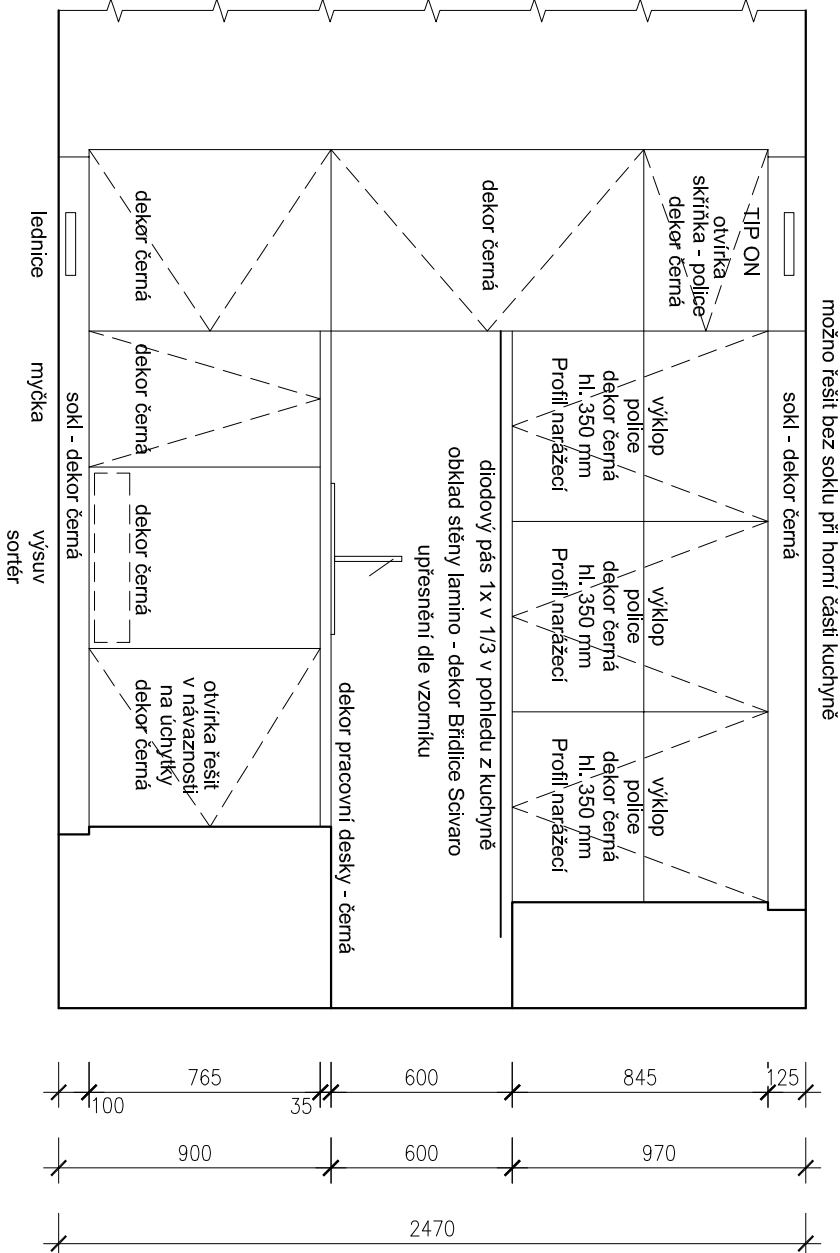 možno řešit bez soklu při horní části kuchyně
sokl - dekor černá
TIP ON
otvírka
skříňka - police
dekor černá
výklop
police
dekor černá
hl. 350 mm
Profil narážecí
výklop
police
dekor černá
hl. 350 mm
Profil narážecí
výklop
police
dekor černá
hl. 350 mm
Profil narážecí
dekor černá
diodový pás 1x v 1/3 v pohledu z kuchyně
obklad stěny lamino - dekor Břidlice Scivaro
upřesnění dle vzorníku
dekor pracovní desky - černá
dekor černá
dekor černá
dekor černá
otvírka řešit
v návaznosti
na úchytky
dekor černá
sokl - dekor černá
lednice
myčka
výsuv
sortér
125
845
600
35
765
100
970
600
900
2470